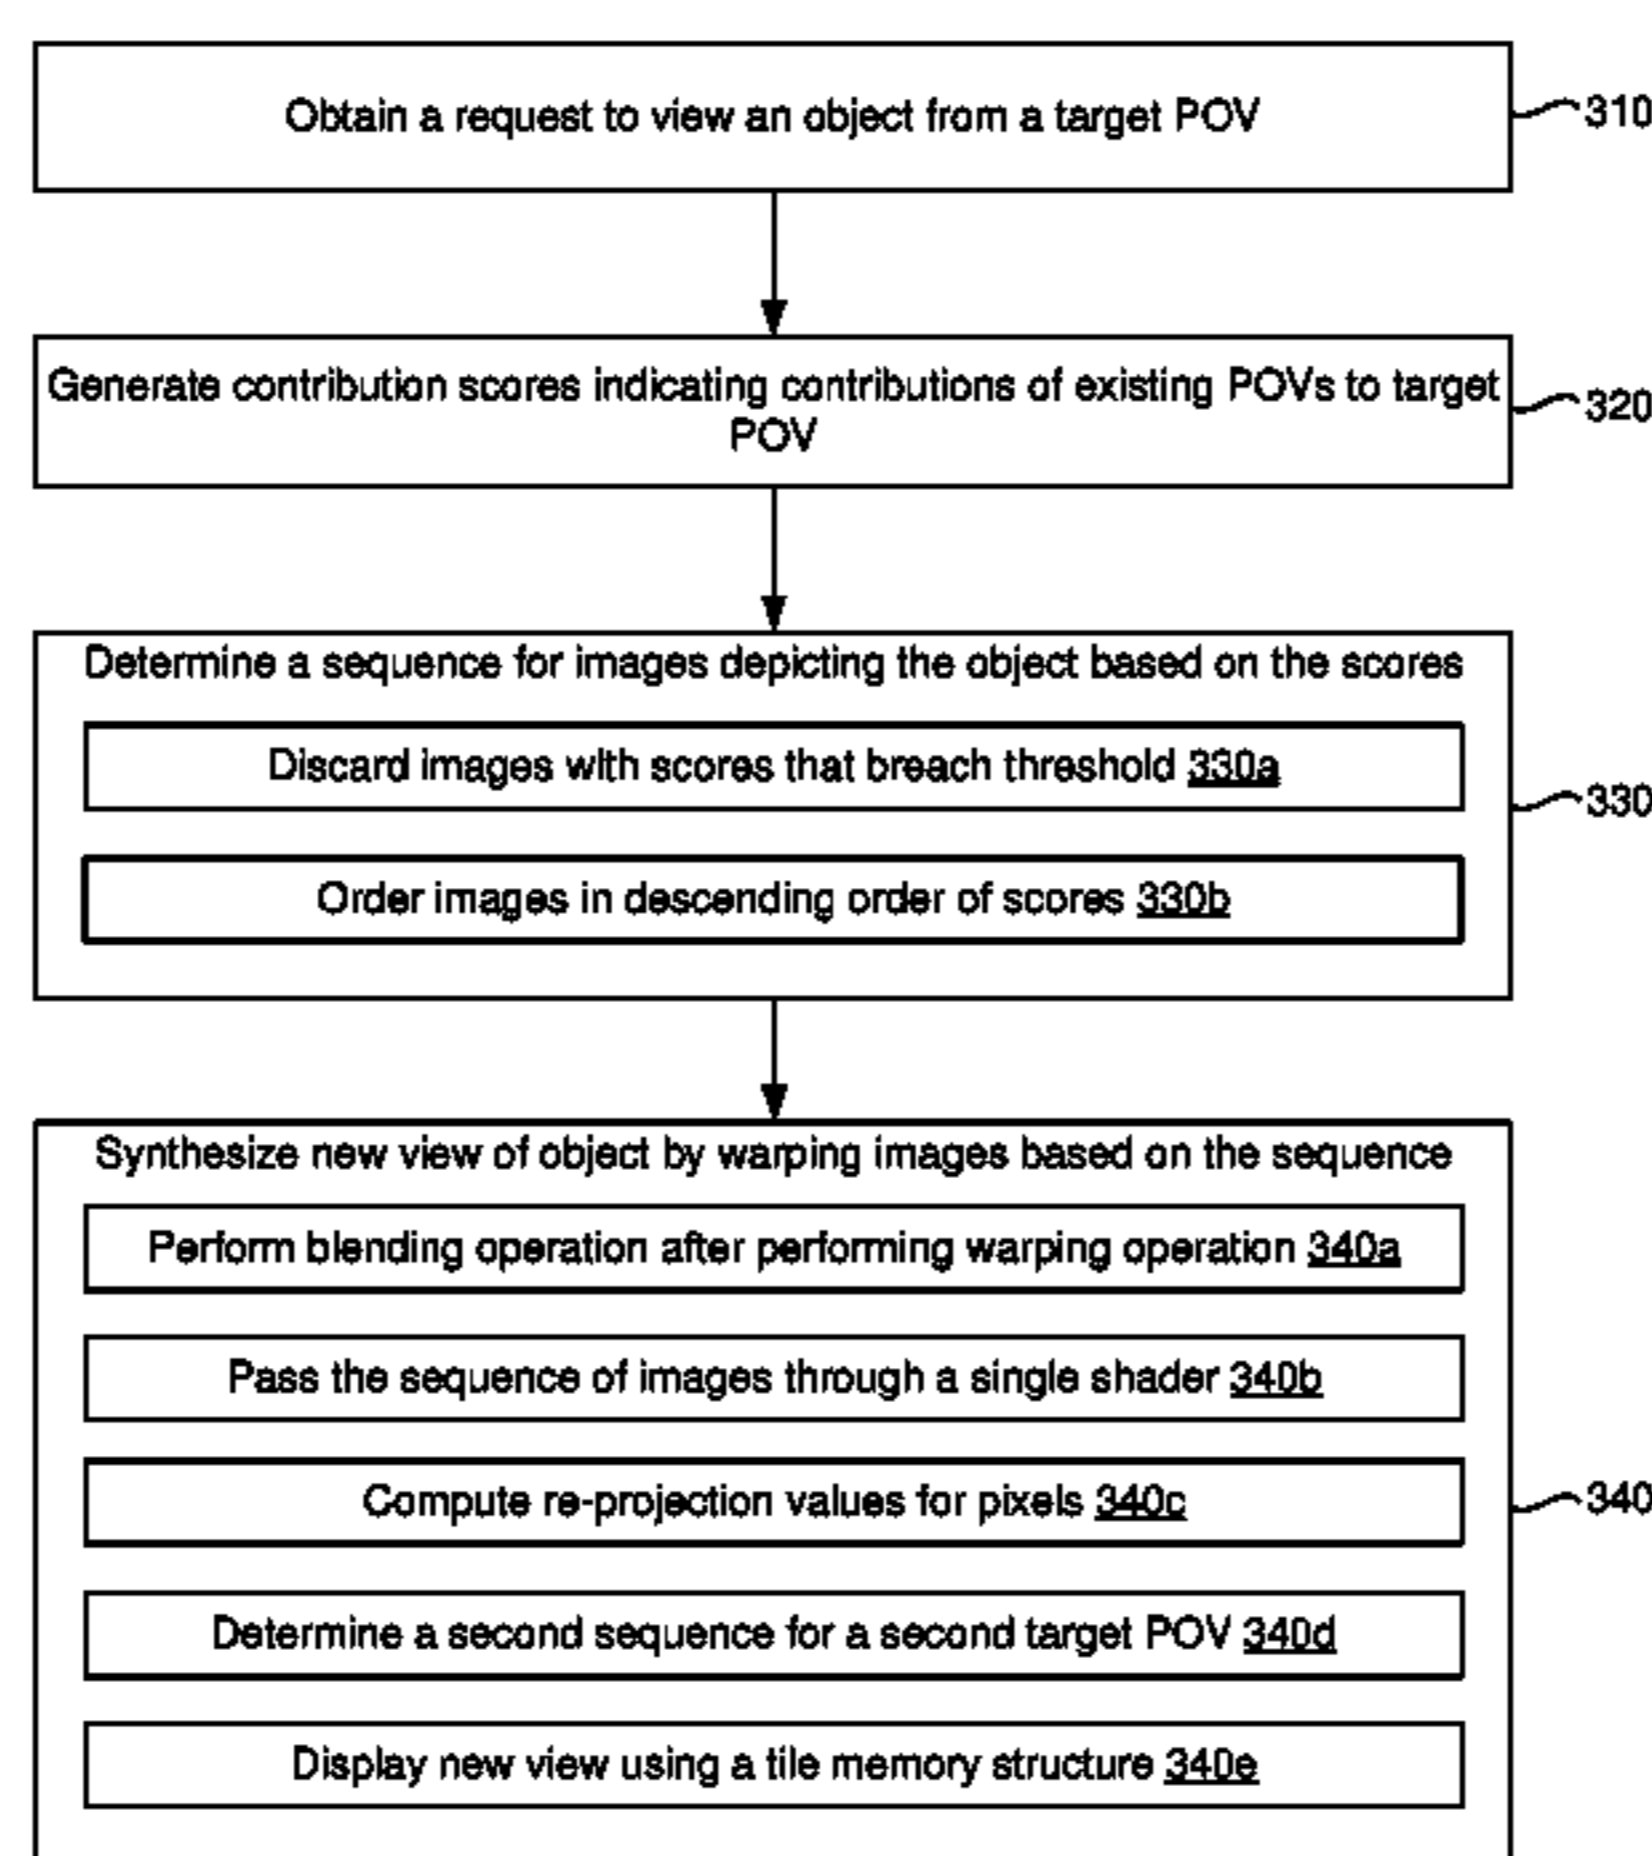 Obtain a request to view an object from a target POV
310
Generate contribution scores indicating contributions of existing POVs to target
POV
320
Determine a sequence for images depicting the object based on the scores
Discard images with scores that breach threshold 330a
Order images in descending order of scores 330b
330
Synthesize new view of object by warping images based on the sequence
Perform blending operation after performing warping operation 340a
Pass the sequence of images through a single shader 340b
Compute re-projection values for pixels 340c
340
Determine a second sequence for a second target POV 340d
Display new view using a tile memory structure 340e